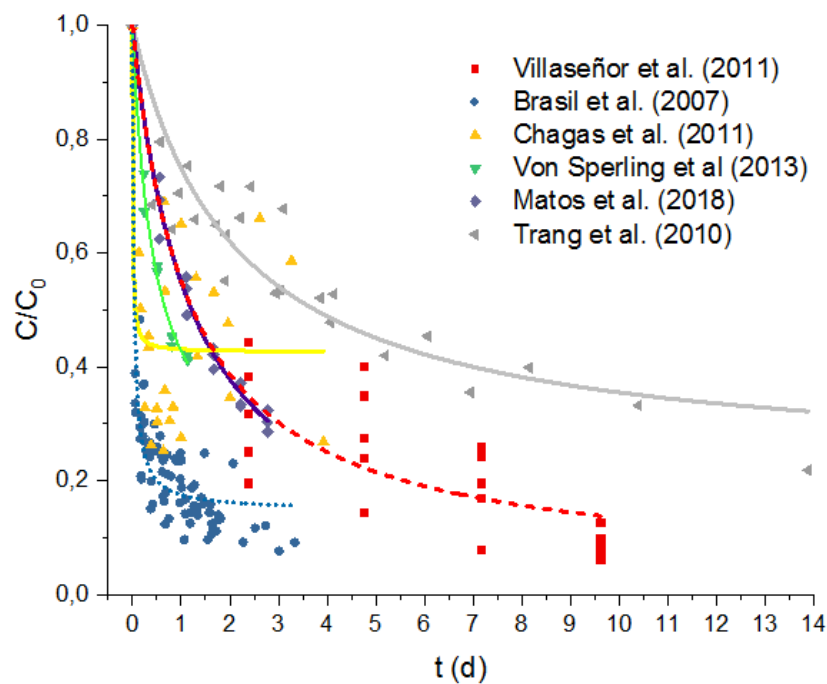 1,0
0,8
0,6
0,4
0,2
0,0
C/C0
Villaseñor et al. (2011)
Brasil et al. (2007)
Chagas et al. (2011)
Von Sperling et al (2013)
Matos et al. (2018)
Trang et al. (2010)
0 1 2 3 4 5 6 7 8 9 10 11 12 13 14
t (d)